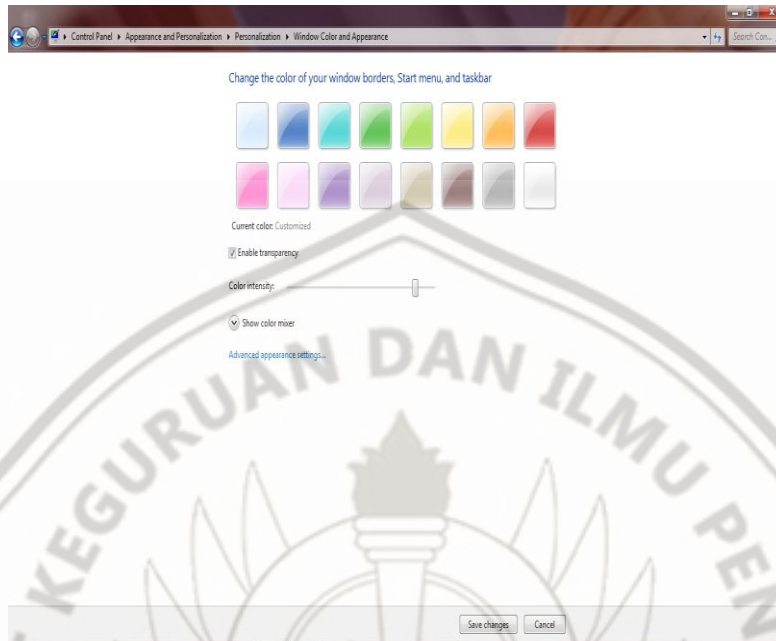 Control Panel ▸ Appearance and Personalization ▸ Personalization ▸ Window Color and Appearance
Search Con...
Change the color of your window borders, Start menu, and taskbar
Current color: Customized
Enable transparency
Color intensity:
Show color mixer
Advanced appearance settings...
KEGURUAN DAN ILMU PEN
Save changes Cancel